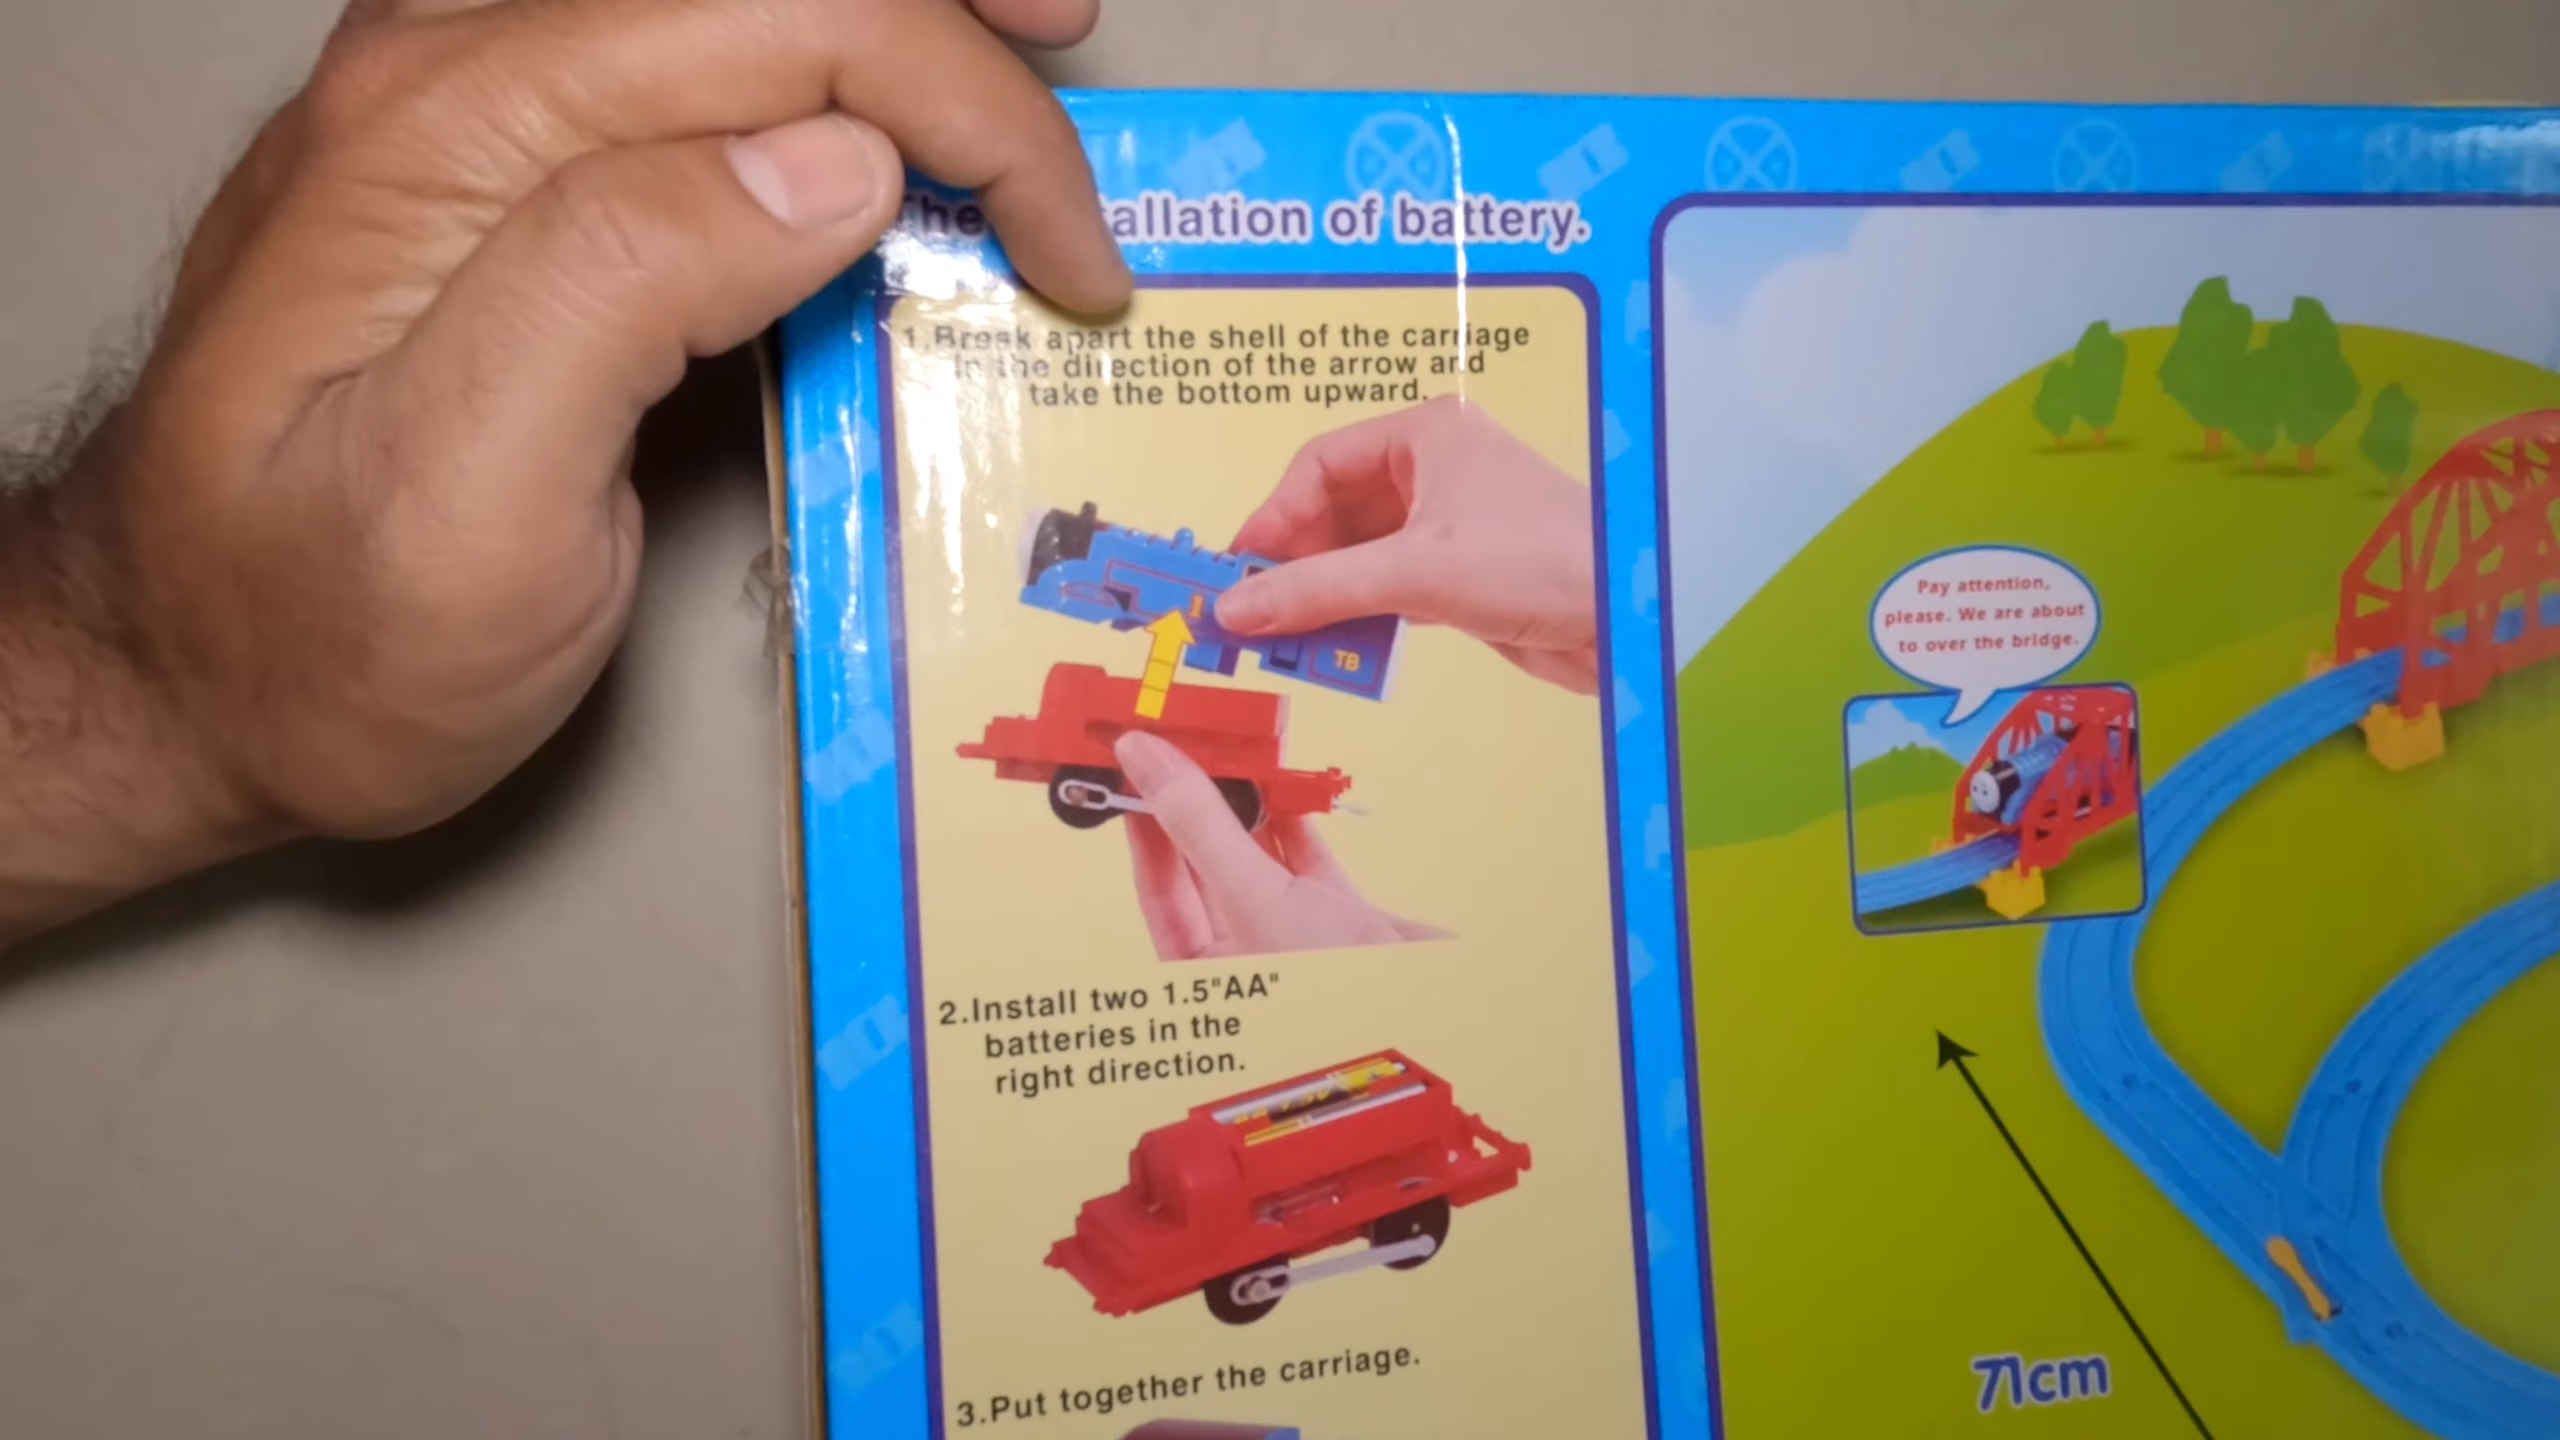 The allation of battery.
1.Break apart the shell of the carriage
in the direction of the arrow and
take the bottom upward.
1
TB
2.Install two 1.5"AA"
batteries in the
right direction.
3.Put together the carriage.
Pay attention,
please. We are about
to over the bridge.
71cm